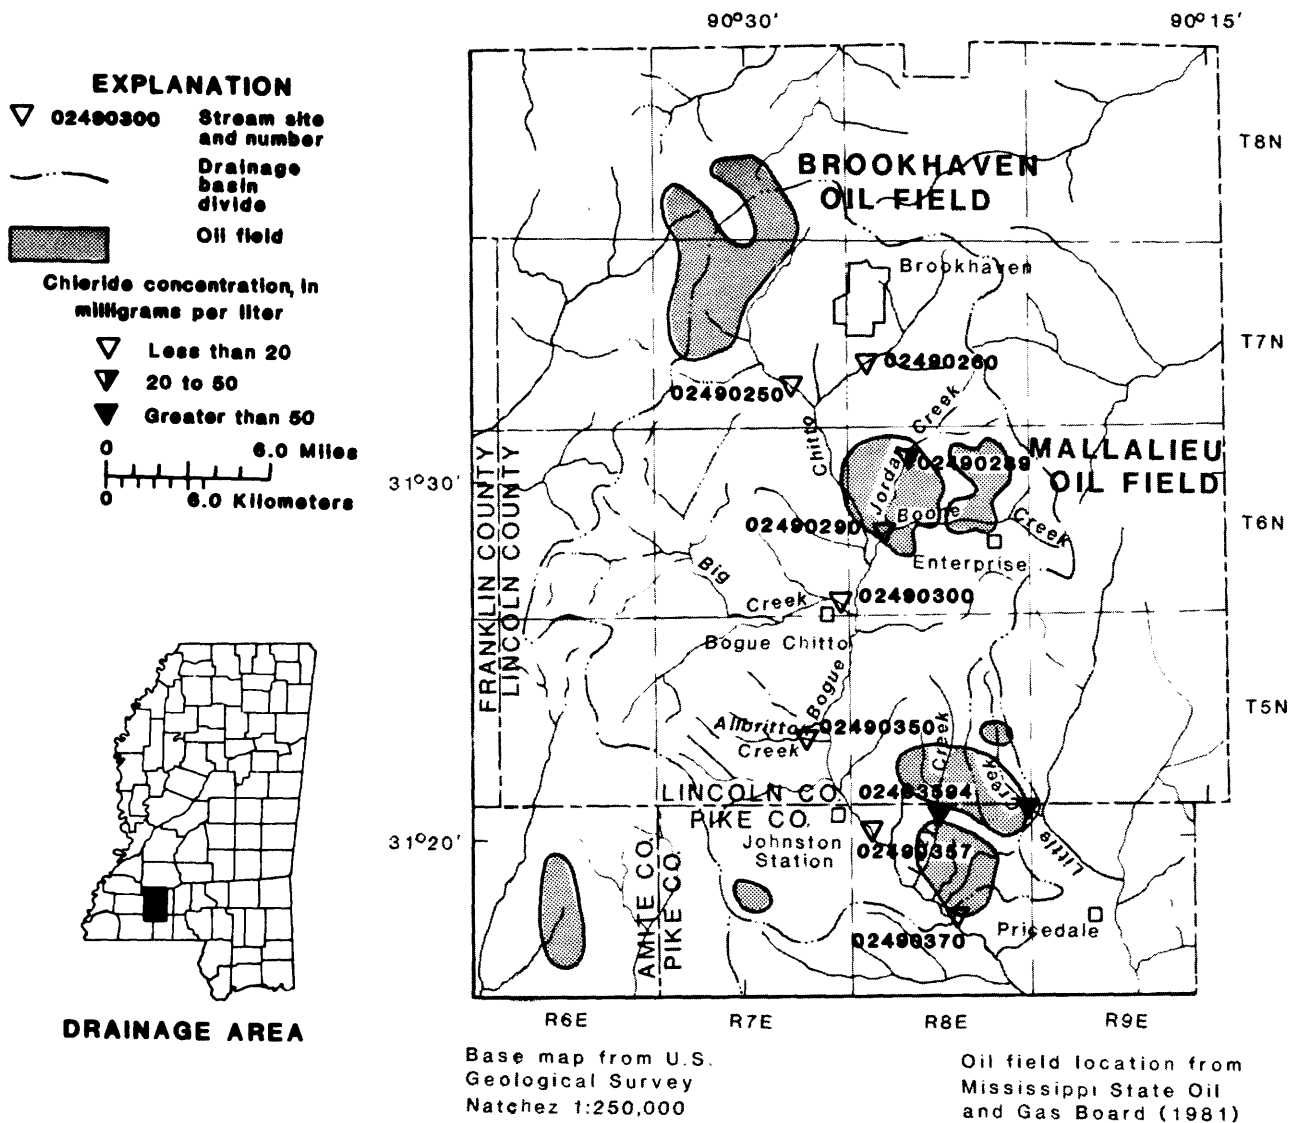 EXPLANATION
02490300 Stream site
and number
Drainage
basin
divide
Oil field
Chloride concentration, in
milligrams per liter
Less than 20
20 to 50
Greater than 50
0 6.0 Miles
0 6.0 Kilometers
DRAINAGE AREA
90°30'
90°15'
T8N
BROOKHAVEN
OIL FIELD
Brookhaven
T7N
02490260
02490250
Creek
Chitto
MALLALIEU
OIL FIELD
02490289
Jordan
31°30'
Boone
Creek
T6N
02490290
Enterprise
FRANKLIN COUNTY
LINCOLN COUNTY
Big
Creek
02490300
Bogue Chitto
Bogue
T5N
Allbritton
Creek
02490350
Creek
Creek
LINCOLN CO.
PIKE CO.
02493594
31°20'
Johnston
Station
02490357
Little
AMITE CO.
PIKE CO.
02490370
Pricedale
R6E
R7E
R8E
R9E
Base map from U.S.
Geological Survey
Natchez 1:250,000
Oil field location from
Mississippi State Oil
and Gas Board (1981)